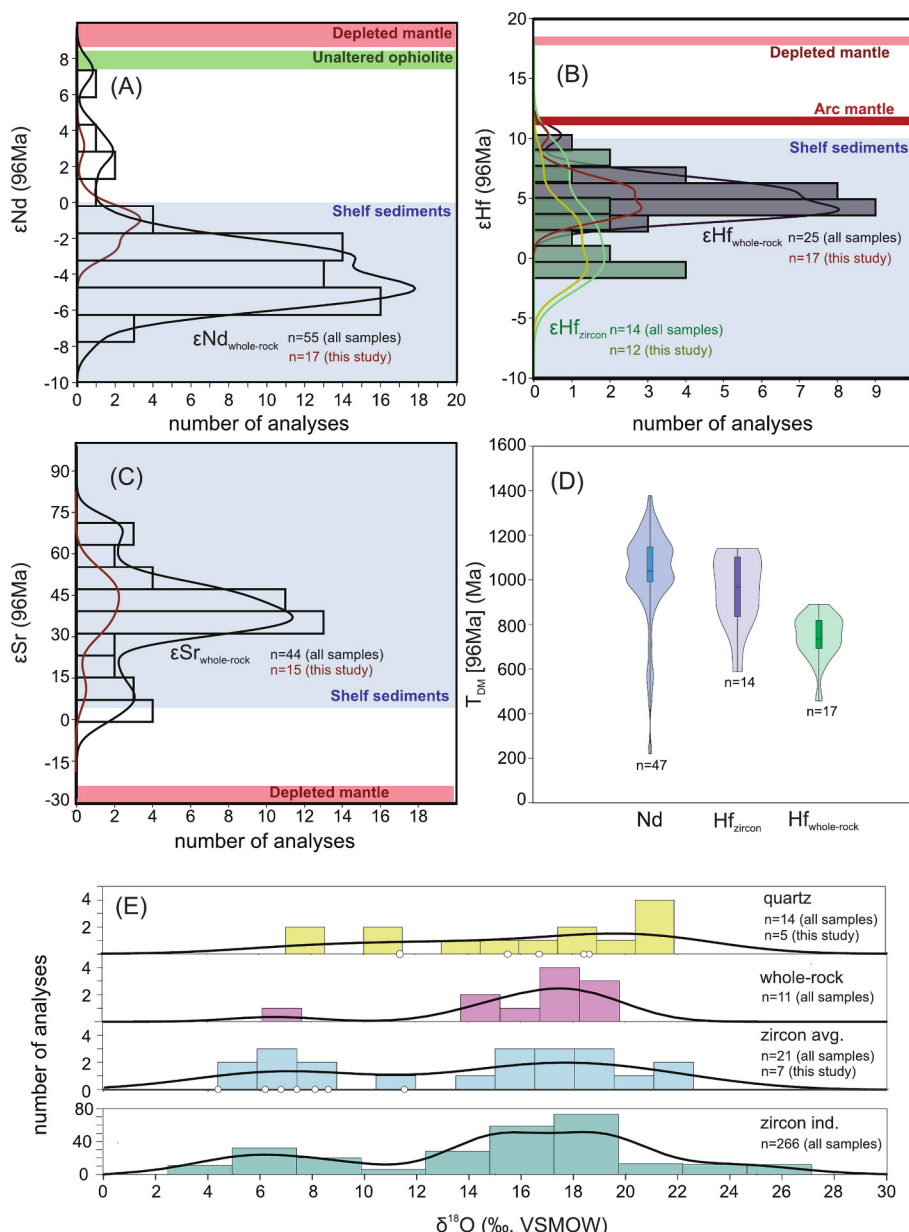 Depleted mantle
Unaltered ophiolite
(A)
8
6
4
2
0
-2
-4
-6
-8
-10
εNd (96Ma)
Shelf sediments
εNdwhole-rock n=55 (all samples)
n=17 (this study)
0 2 4 6 8 10 12 14 16 18 20
number of analyses
20
15
10
5
0
-5
-10
εHf (96Ma)
(B)
Depleted mantle
Arc mantle
Shelf sediments
εHfwhole-rock n=25 (all samples)
n=17 (this study)
εHfzircon n=14 (all samples)
n=12 (this study)
0 1 2 3 4 5 6 7 8 9
number of analyses
90
75
60
45
30
15
0
-15
-30
εSr (96Ma)
(C)
εSrwhole-rock n=44 (all samples)
n=15 (this study)
Shelf sediments
Depleted mantle
0 2 4 6 8 10 12 14 16 18
number of analyses
1600
1400
1200
1000
800
600
400
200
0
TDM [96Ma] (Ma)
(D)
n=47
n=14
n=17
Nd
Hfzircon
Hfwhole-rock
(E)
number of analyses
4
2
quartz
n=14 (all samples)
n=5 (this study)
4
2
whole-rock
n=11 (all samples)
4
2
0
zircon avg.
n=21 (all samples)
n=7 (this study)
80
40
0
zircon ind.
n=266 (all samples)
0 2 4 6 8 10 12 14 16 18 20 22 24 26 28 30
δ18O (‰, VSMOW)